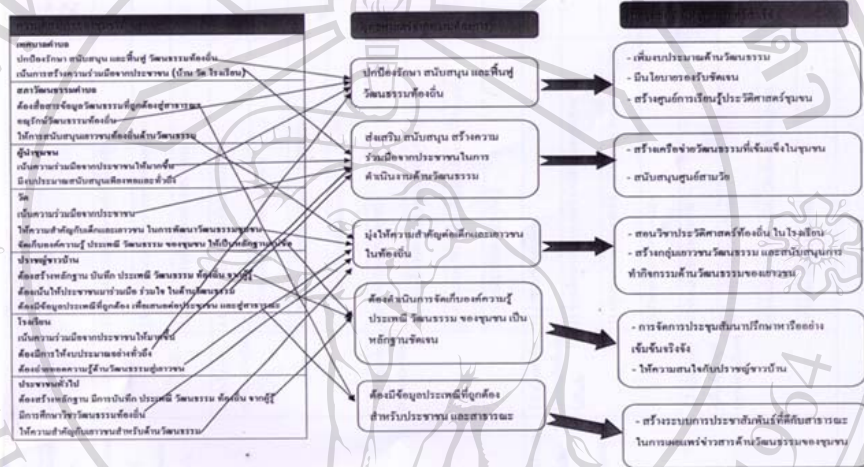 เทศบาลตำบล
ปกป้องรักษา สนับสนุน และฟื้นฟู วัฒนธรรมท้องถิ่น
เน้นการสร้างความร่วมมือจากประชาชน (บ้าน วัด โรงเรียน)
สภาวัฒนธรรมตำบล
ต้องสื่อสารข้อมูลวัฒนธรรมที่ถูกต้องสู่สาธารณะ
อนุรักษ์วัฒนธรรมท้องถิ่น
ให้การสนับสนุนเยาวชนท้องถิ่นด้านวัฒนธรรม
ผู้นำชุมชน
เน้นความร่วมมือจากประชาชนให้มากขึ้น
มีงบประมาณสนับสนุนเพียงพอและทั่วถึง
วัด
เน้นความร่วมมือจากประชาชน
ให้ความสำคัญกับเด็กและเยาวชน ในการพัฒนาวัฒนธรรมชุมชน
จัดเก็บองค์ความรู้ ประเพณี วัฒนธรรม ของชุมชน ให้เป็นหลักฐาน
ปราชญ์ชาวบ้าน
ต้องสร้างหลักฐาน บันทึก ประเพณี วัฒนธรรม ท้องถิ่น จากผู้รู้
ต้องเน้นให้ประชาชนมาร่วมมือ ร่วมใจ ในด้านวัฒนธรรม
ต้องมีข้อมูลประเพณีที่ถูกต้อง เพื่อเสนอต่อประชาชน และสู่สาธารณะ
โรงเรียน
เน้นความร่วมมือจากประชาชนให้มากขึ้น
ต้องมีการให้งบประมาณอย่างทั่วถึง
ต้องถ่ายทอดความรู้ด้านวัฒนธรรมสู่เยาวชน
ประชาชนทั่วไป
ต้องสร้างหลักฐาน มีการบันทึก ประเพณี วัฒนธรรม ท้องถิ่น จากผู้รู้
มีการศึกษาวิชาวัฒนธรรมท้องถิ่น
ให้ความสำคัญกับเยาวชนสำหรับด้านวัฒนธรรม
ปกป้องรักษา สนับสนุน และฟื้นฟู
วัฒนธรรมท้องถิ่น
ส่งเสริม สนับสนุน สร้างความ
ร่วมมือจากประชาชนในการ
ดำเนินงานด้านวัฒนธรรม
มุ่งให้ความสำคัญต่อเด็กและเยาวชน
ในท้องถิ่น
ต้องดำเนินการจัดเก็บองค์ความรู้
ประเพณี วัฒนธรรม ของชุมชน เป็น
หลักฐานชัดเจน
ต้องมีข้อมูลประเพณีที่ถูกต้อง
สำหรับประชาชน และสาธารณะ
- เพิ่มงบประมาณด้านวัฒนธรรม
- มีนโยบายรองรับชัดเจน
- สร้างศูนย์การเรียนรู้ประวัติศาสตร์ชุมชน
- สร้างเครือข่ายวัฒนธรรมที่เข้มแข็งในชุมชน
- สนับสนุนศูนย์สามวัย
- สอนวิชาประวัติศาสตร์ท้องถิ่น ในโรงเรียน
- สร้างกลุ่มเยาวชนวัฒนธรรม และสนับสนุนการ
ทำกิจกรรมด้านวัฒนธรรมของเยาวชน
- การจัดการประชุมสัมนาปรึกษาหารืออย่าง
เข้มข้นจริงจัง
- ให้ความสนใจกับปราชญ์ชาวบ้าน
- สร้างระบบการประชาสัมพันธ์ที่ดีกับสาธารณะ
ในการเผยแพร่ข่าวสารด้านวัฒนธรรมของชุมชน